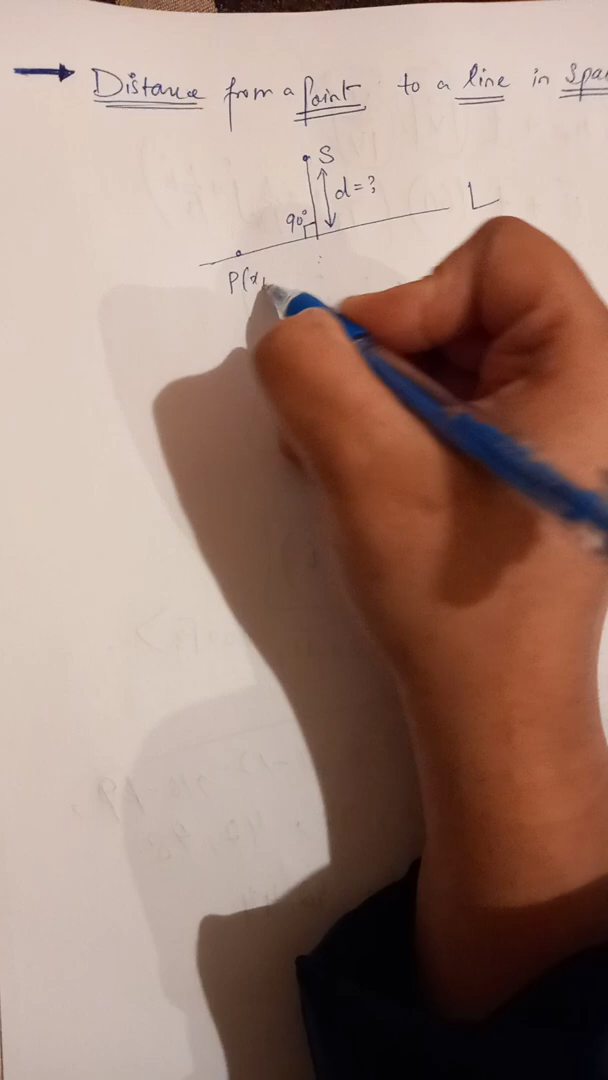 Distance from a Point to a line in Spa
S
d = ?
L
90°
P(x,